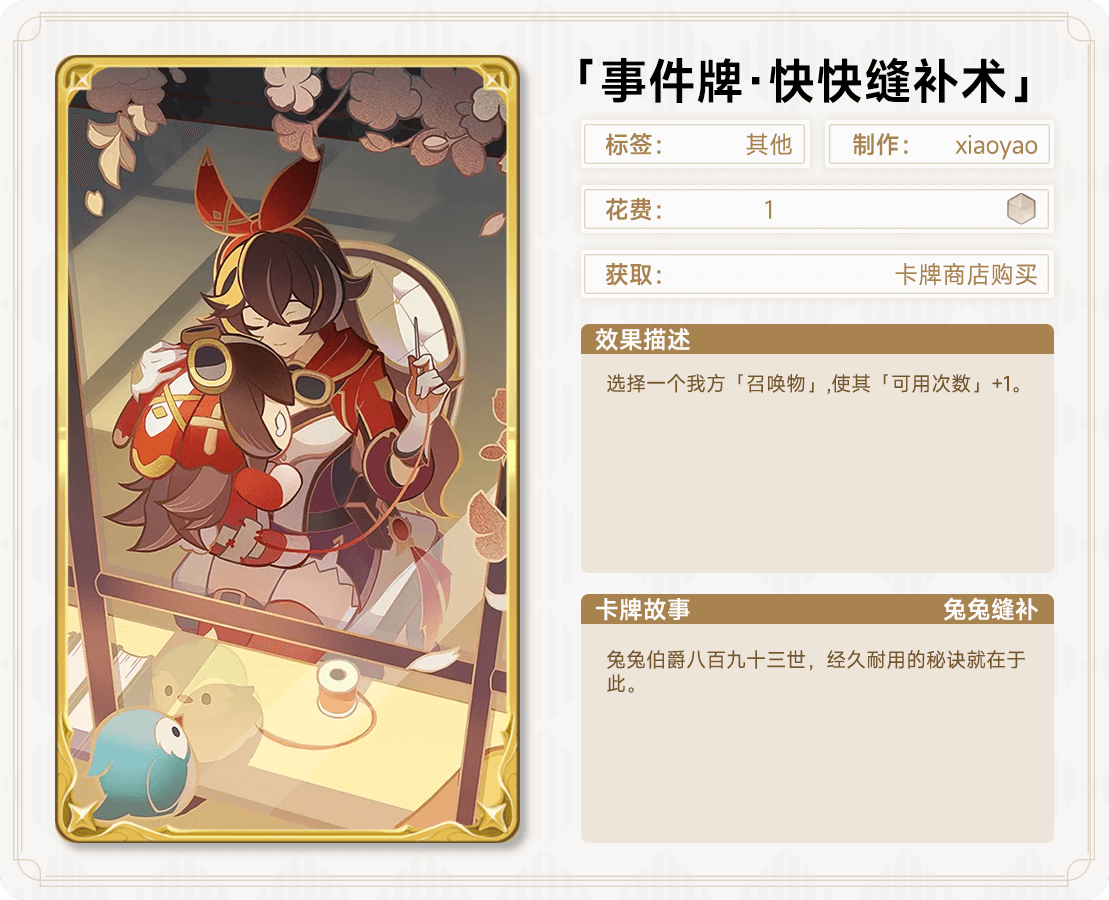 「事件牌·快快缝补术」
标签： 其他 制作： xiaoyao
花费： 1
获取： 卡牌商店购买
效果描述
选择一个我方「召唤物」,使其「可用次数」+1。
卡牌故事 兔兔缝补
兔兔伯爵八百九十三世，经久耐用的秘诀就在于
此。